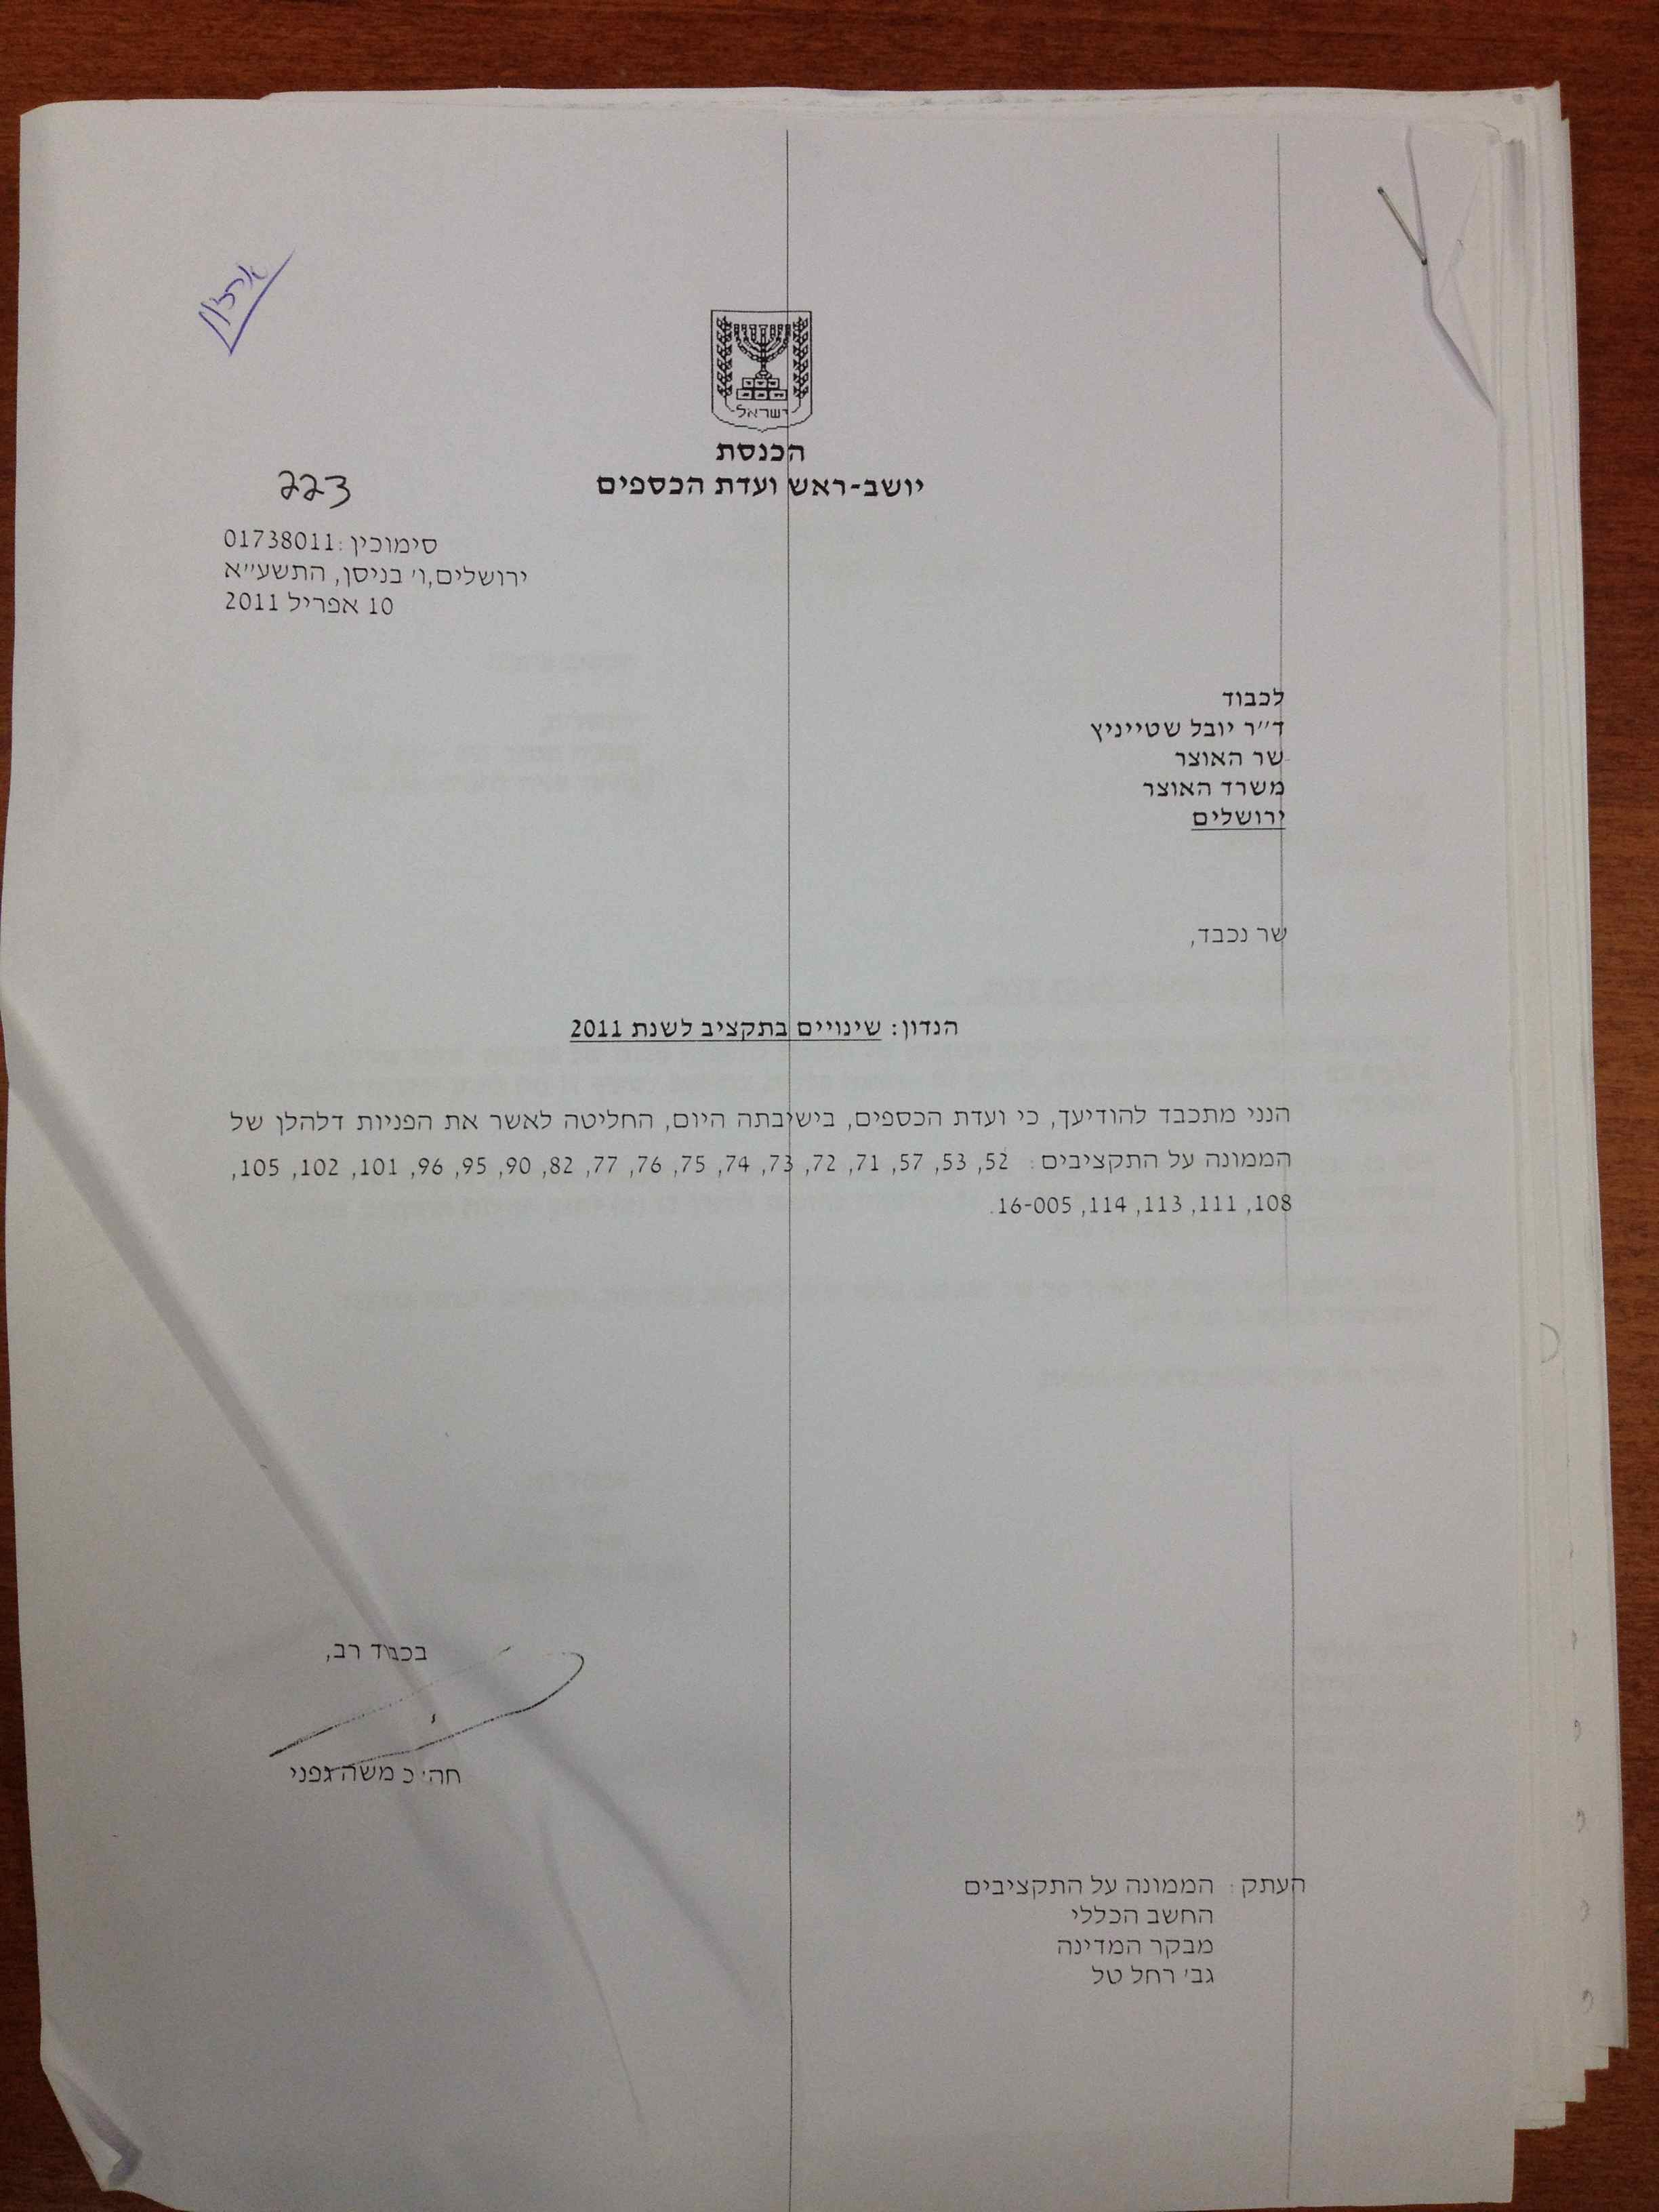 ישראל
הכנסת
יושב-ראש ועדת הכספים
223
סימוכין: 01738011
ירושלים, ו' בניסן, התשע"א
10 אפריל 2011
לכבוד
ד"ר יובל שטייניץ
שר האוצר
משרד האוצר
ירושלים
שר נכבד,
הנדון: שינויים בתקציב לשנת 2011
הנני מתכבד להודיעך, כי ועדת הכספים, בישיבתה היום, החליטה לאשר את הפניות דלהלן של
הממונה על התקציבים: 52, 53, 57, 71, 72, 73, 74, 75, 76, 77, 82, 90, 95, 96, 101, 102, 105,
108, 111, 113, 114, 16-005.
בכבוד רב,
חה"כ משה גפני
העתק: הממונה על התקציבים
החשב הכללי
מבקר המדינה
גב' רחל טל